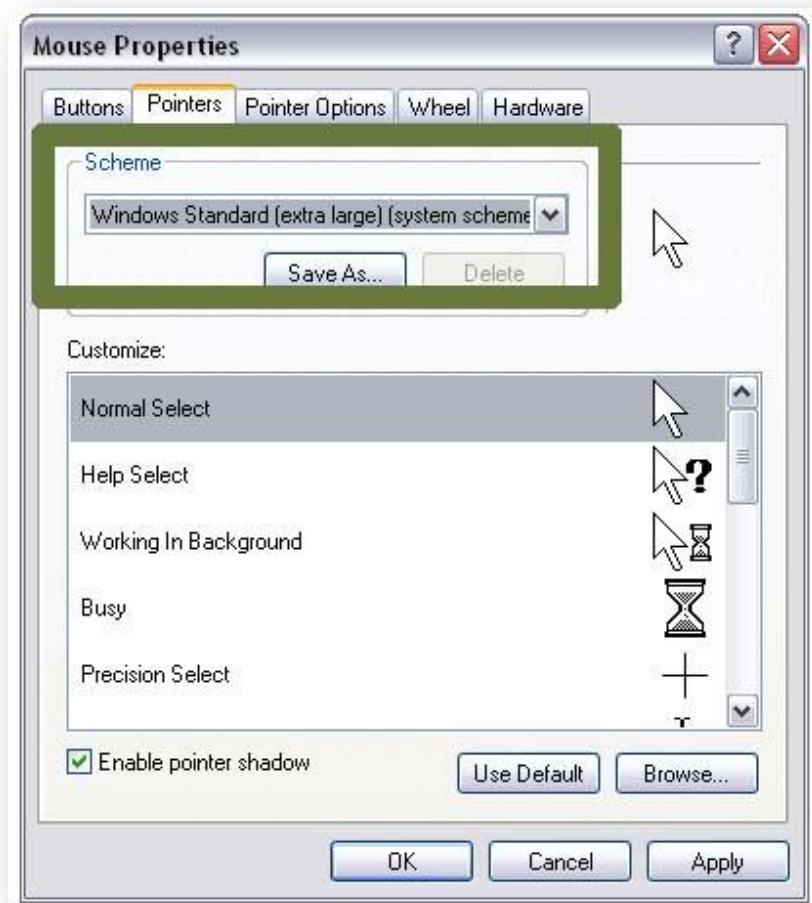 Mouse Properties
Buttons Pointers Pointer Options Wheel Hardware
Scheme
Windows Standard (extra large) (system scheme
Save As... Delete
Customize:
Normal Select
Help Select
Working In Background
Busy
Precision Select
Enable pointer shadow
Use Default Browse...
OK Cancel Apply